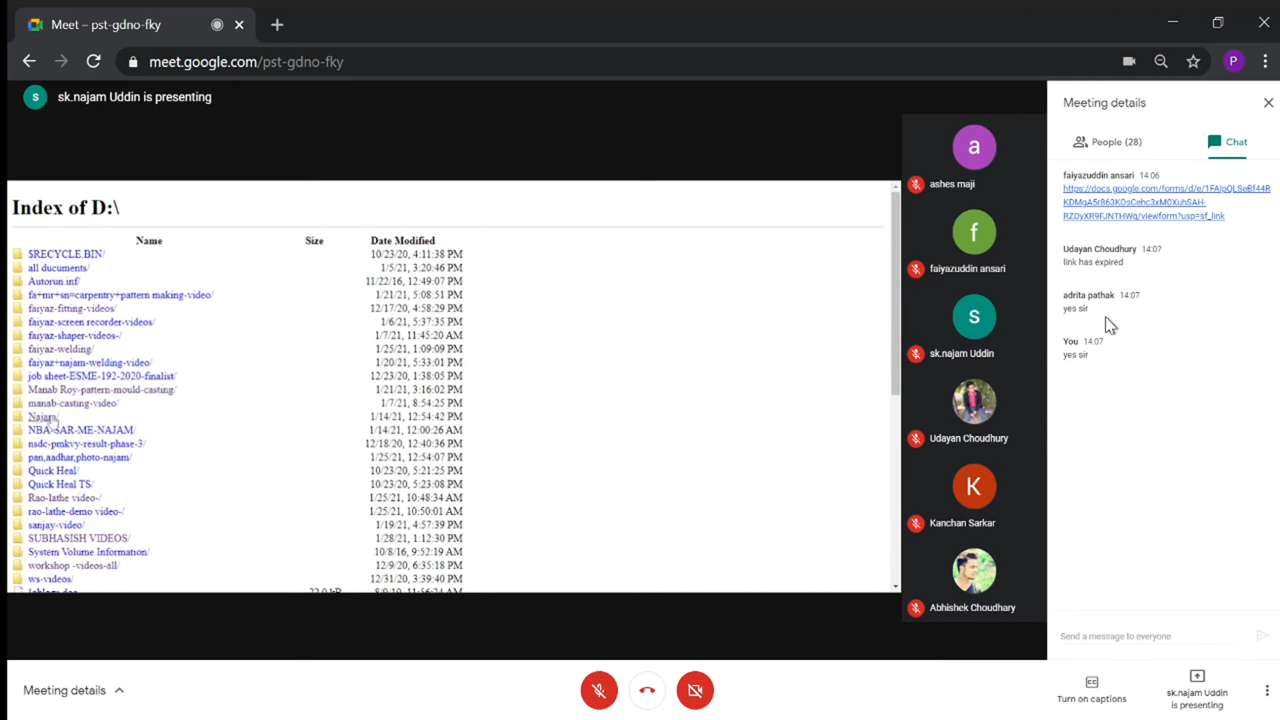 Meet – pst-gdno-fky
meet.google.com/pst-gdno-fky
P
s
sk.najam Uddin is presenting
Index of D:\
Name Size Date Modified
$RECYCLE.BIN/ 10/23/20, 4:11:38 PM
all ducuments/ 1/5/21, 3:20:46 PM
Autorun.inf/ 11/22/16, 12:49:07 PM
fa+mr+sn=carpentry+pattern making-video/ 1/21/21, 5:08:51 PM
faiyaz-fitting-videos/ 12/17/20, 4:58:29 PM
faiyaz-screen recorder-videos/ 1/6/21, 5:37:35 PM
faiyaz-shaper-videos-/ 1/7/21, 11:45:20 AM
faiyaz-welding/ 1/25/21, 1:09:09 PM
faiyaz+najam-welding-video/ 1/20/21, 5:33:01 PM
job sheet-ESME-192-2020-finalist/ 12/23/20, 1:38:05 PM
Manab Roy-pattern-mould-casting/ 1/21/21, 3:16:02 PM
manab-casting-video/ 1/7/21, 8:54:25 PM
Najam/ 1/14/21, 12:54:42 PM
NBA-SAR-ME-NAJAM/ 1/14/21, 12:00:26 AM
nsdc-pmkvy-result-phase-3/ 12/18/20, 12:40:36 PM
pan,aadhar,photo-najam/ 1/25/21, 12:54:07 PM
Quick Heal/ 10/23/20, 5:21:25 PM
Quick Heal TS/ 10/23/20, 5:23:08 PM
Rao-lathe video-/ 1/25/21, 10:48:34 AM
rao-lathe-demo video-/ 1/25/21, 10:50:01 AM
sanjay-video/ 1/19/21, 4:57:39 PM
SUBHASISH VIDEOS/ 1/28/21, 1:12:30 PM
System Volume Information/ 10/8/16, 9:52:19 AM
workshop -videos-all/ 12/9/20, 6:35:18 PM
ws-videos/ 12/31/20, 3:39:40 PM
a
ashes maji
f
faiyazuddin ansari
s
sk.najam Uddin
Udayan Choudhury
K
Kanchan Sarkar
Abhishek Choudhary
Meeting details
People (28) Chat
faiyazuddin ansari 14:06
https://docs.google.com/forms/d/e/1FAIpQLSeBf44R
KDMgA5r863KOsCehc3xM0XuhSAH-
RZDyXR9FJNTHWg/viewform?usp=sf_link
Udayan Choudhury 14:07
link has expired
adrita pathak 14:07
yes sir
You 14:07
yes sir
Send a message to everyone
Meeting details
CC
Turn on captions
sk.najam Uddin
is presenting